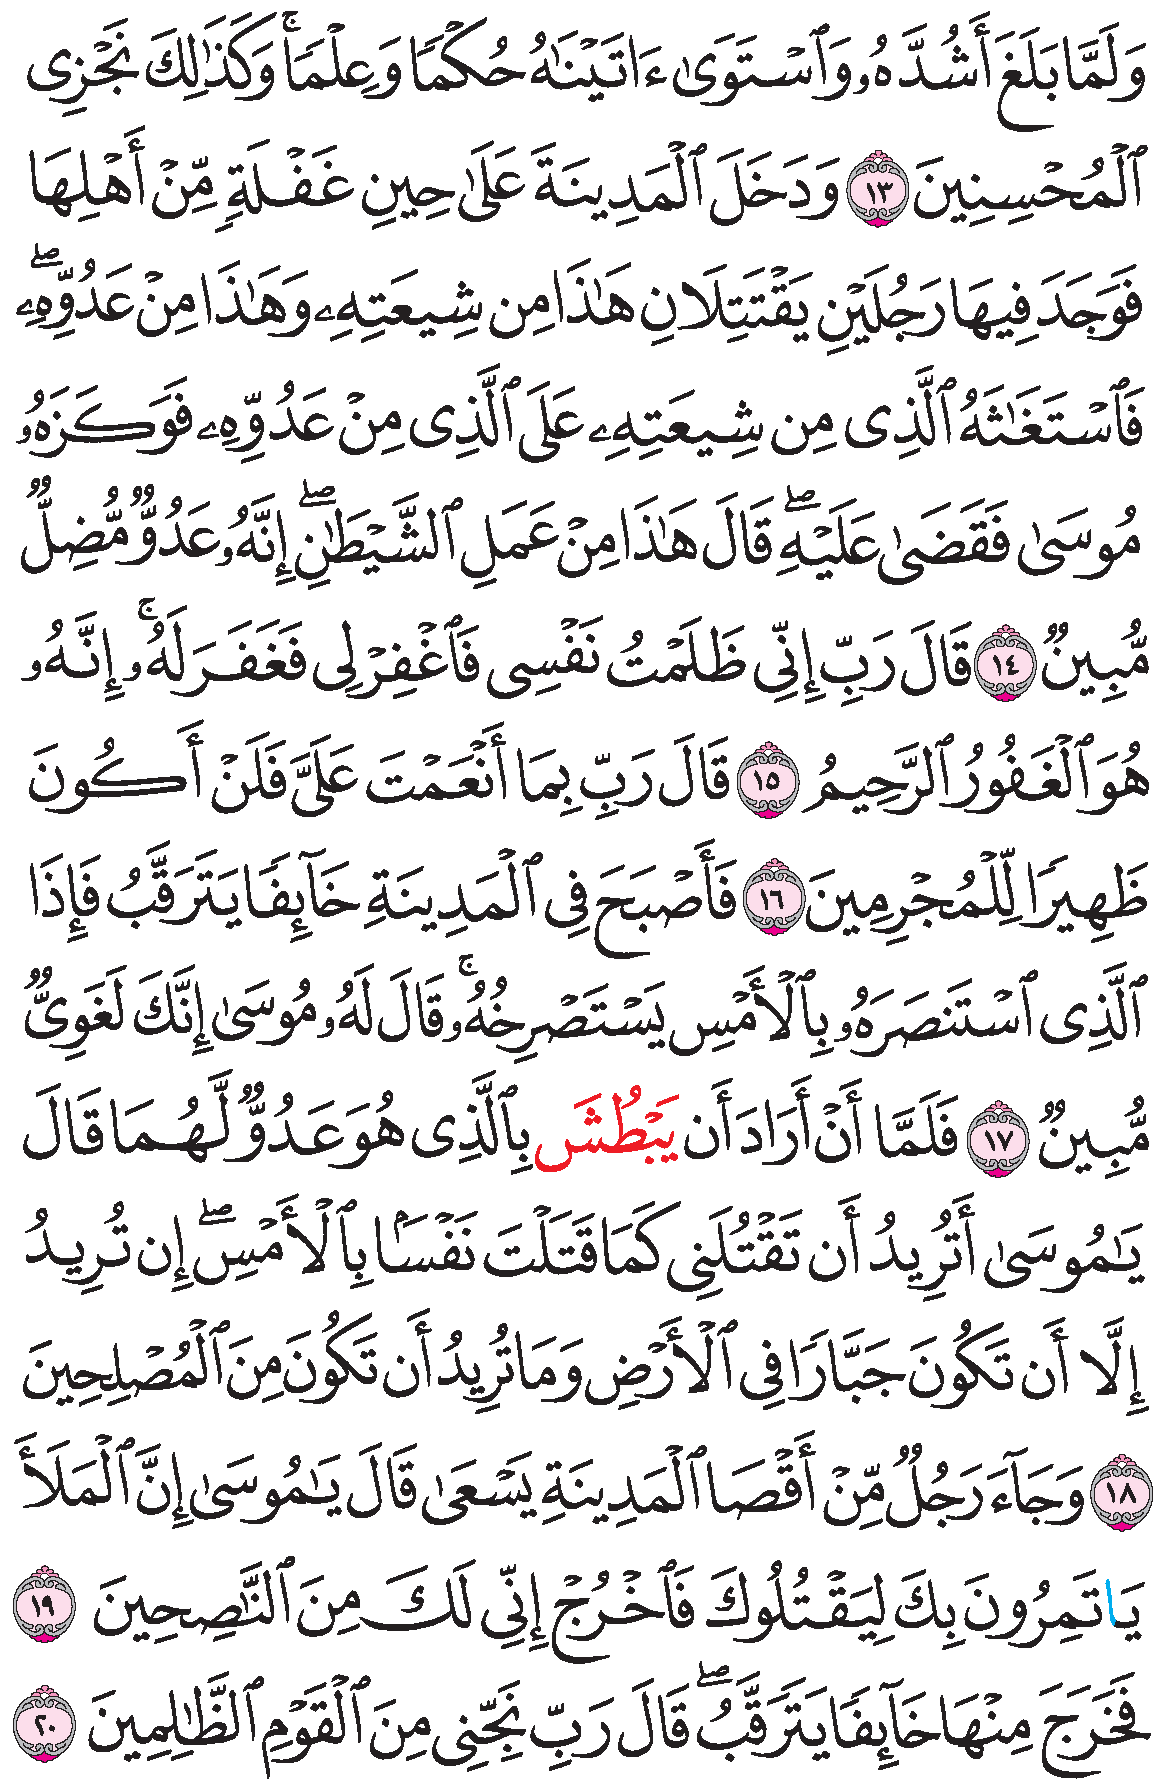 وَلَمَّا بَلَغَ أَشُدَّهُۥ وَٱسۡتَوَىٰٓ ءَاتَيۡنَٰهُ حُكۡمٗا وَعِلۡمٗاۚ وَكَذَٰلِكَ نَجۡزِي
ٱلۡمُحۡسِنِينَ ١٣ وَدَخَلَ ٱلۡمَدِينَةَ عَلَىٰ حِينِ غَفۡلَةٖ مِّنۡ أَهۡلِهَا
فَوَجَدَ فِيهَا رَجُلَيۡنِ يَقۡتَتِلَانِ هَٰذَا مِن شِيعَتِهِۦ وَهَٰذَا مِنۡ عَدُوِّهِۦۖ
فَٱسۡتَغَٰثَهُ ٱلَّذِي مِن شِيعَتِهِۦ عَلَى ٱلَّذِي مِنۡ عَدُوِّهِۦ فَوَكَزَهُۥ
مُوسَىٰ فَقَضَىٰ عَلَيۡهِۖ قَالَ هَٰذَا مِنۡ عَمَلِ ٱلشَّيۡطَٰنِۖ إِنَّهُۥ عَدُوّٞ مُّضِلّٞ
مُّبِينٞ ١٤ قَالَ رَبِّ إِنِّي ظَلَمۡتُ نَفۡسِي فَٱغۡفِرۡ لِي فَغَفَرَ لَهُۥٓۚ إِنَّهُۥ
هُوَ ٱلۡغَفُورُ ٱلرَّحِيمُ ١٥ قَالَ رَبِّ بِمَا أَنۡعَمۡتَ عَلَيَّ فَلَنۡ أَكُونَ
ظَهِيرٗا لِّلۡمُجۡرِمِينَ ١٦ فَأَصۡبَحَ فِي ٱلۡمَدِينَةِ خَآئِفٗا يَتَرَقَّبُ فَإِذَا
ٱلَّذِي ٱسۡتَنصَرَهُۥ بِٱلۡأَمۡسِ يَسۡتَصۡرِخُهُۥۚ قَالَ لَهُۥ مُوسَىٰ إِنَّكَ لَغَوِيّٞ
مُّبِينٞ ١٧ فَلَمَّا أَنۡ أَرَادَ أَن يَبۡطُشَ بِٱلَّذِي هُوَ عَدُوّٞ لَّهُمَا قَالَ
يَٰمُوسَىٰ أَتُرِيدُ أَن تَقۡتُلَنِي كَمَا قَتَلۡتَ نَفۡسَۢا بِٱلۡأَمۡسِۖ إِن تُرِيدُ
إِلَّا أَن تَكُونَ جَبَّارٗا فِي ٱلۡأَرۡضِ وَمَا تُرِيدُ أَن تَكُونَ مِنَ ٱلۡمُصۡلِحِينَ
١٨ وَجَآءَ رَجُلٞ مِّنۡ أَقۡصَا ٱلۡمَدِينَةِ يَسۡعَىٰ قَالَ يَٰمُوسَىٰ إِنَّ ٱلۡمَلَأَ
يَاتَمِرُونَ بِكَ لِيَقۡتُلُوكَ فَٱخۡرُجۡ إِنِّي لَكَ مِنَ ٱلنَّٰصِحِينَ ١٩
فَخَرَجَ مِنۡهَا خَآئِفٗا يَتَرَقَّبُۖ قَالَ رَبِّ نَجِّنِي مِنَ ٱلۡقَوۡمِ ٱلظَّٰلِمِينَ ٢٠